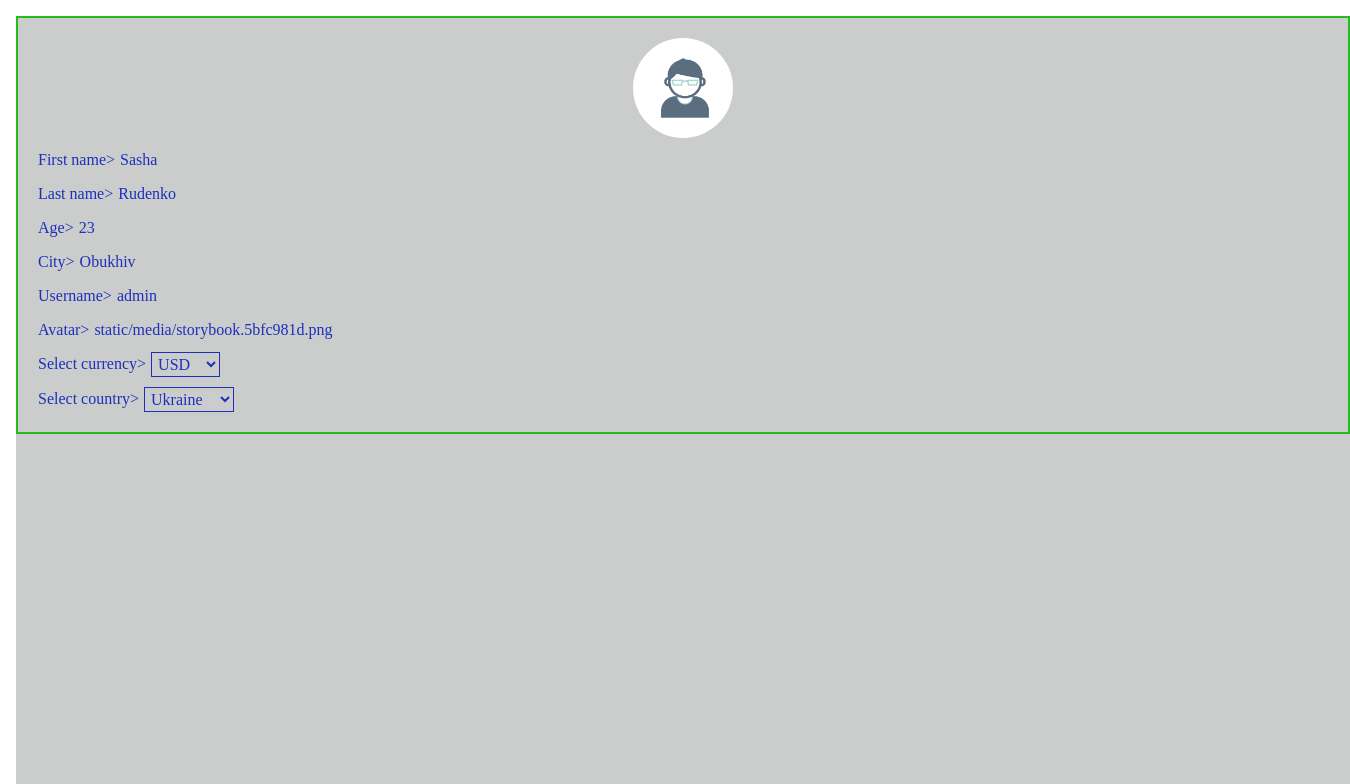 First name> Sasha
Last name> Rudenko
Age> 23
City> Obukhiv
Username> admin
Avatar> static/media/storybook.5bfc981d.png
Select currency> USD
Select country> Ukraine